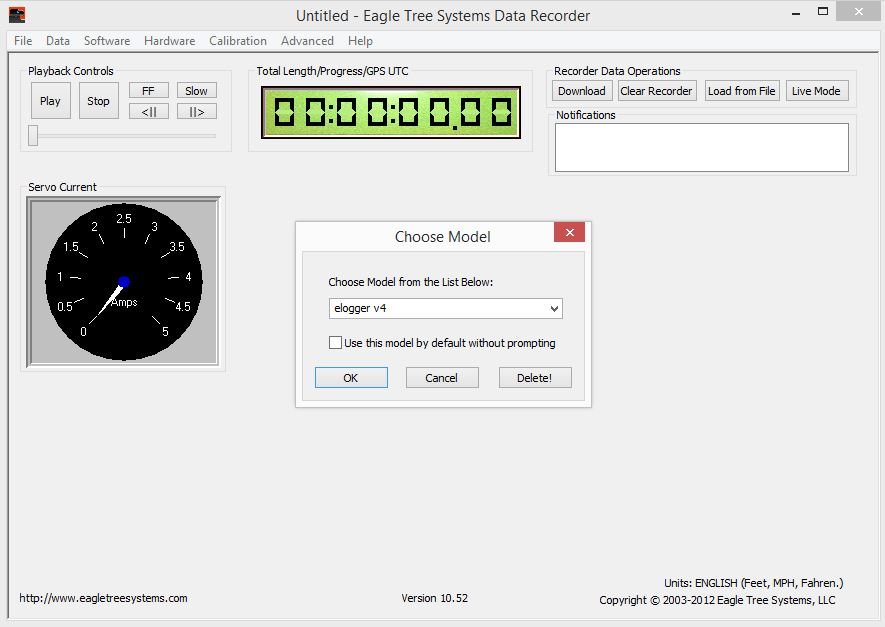 Untitled - Eagle Tree Systems Data Recorder
File Data Software Hardware Calibration Advanced Help
Playback Controls
Play
Stop
FF
Slow
<||
||>
Total Length/Progress/GPS UTC
00:00:00.00
Recorder Data Operations
Download
Clear Recorder
Load from File
Live Mode
Notifications
Servo Current
0
0.5
1
1.5
2
2.5
3
3.5
4
4.5
5
Amps
Choose Model
Choose Model from the List Below:
elogger v4
Use this model by default without prompting
OK
Cancel
Delete!
Units: ENGLISH (Feet, MPH, Fahren.)
http://www.eagletreesystems.com
Version 10.52
Copyright © 2003-2012 Eagle Tree Systems, LLC